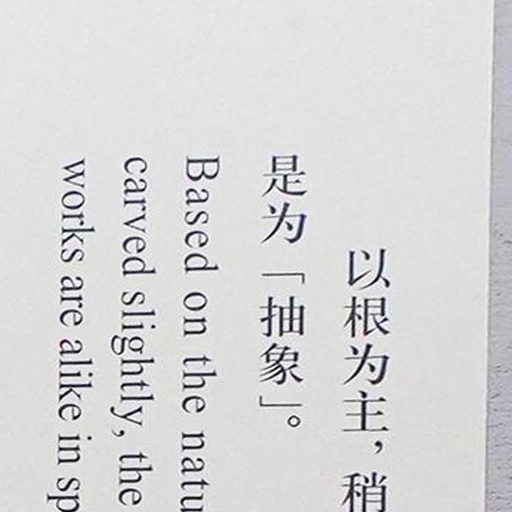 以根为主，稍
是为「抽象」。
Based on the natu
carved slightly, the
works are alike in sp